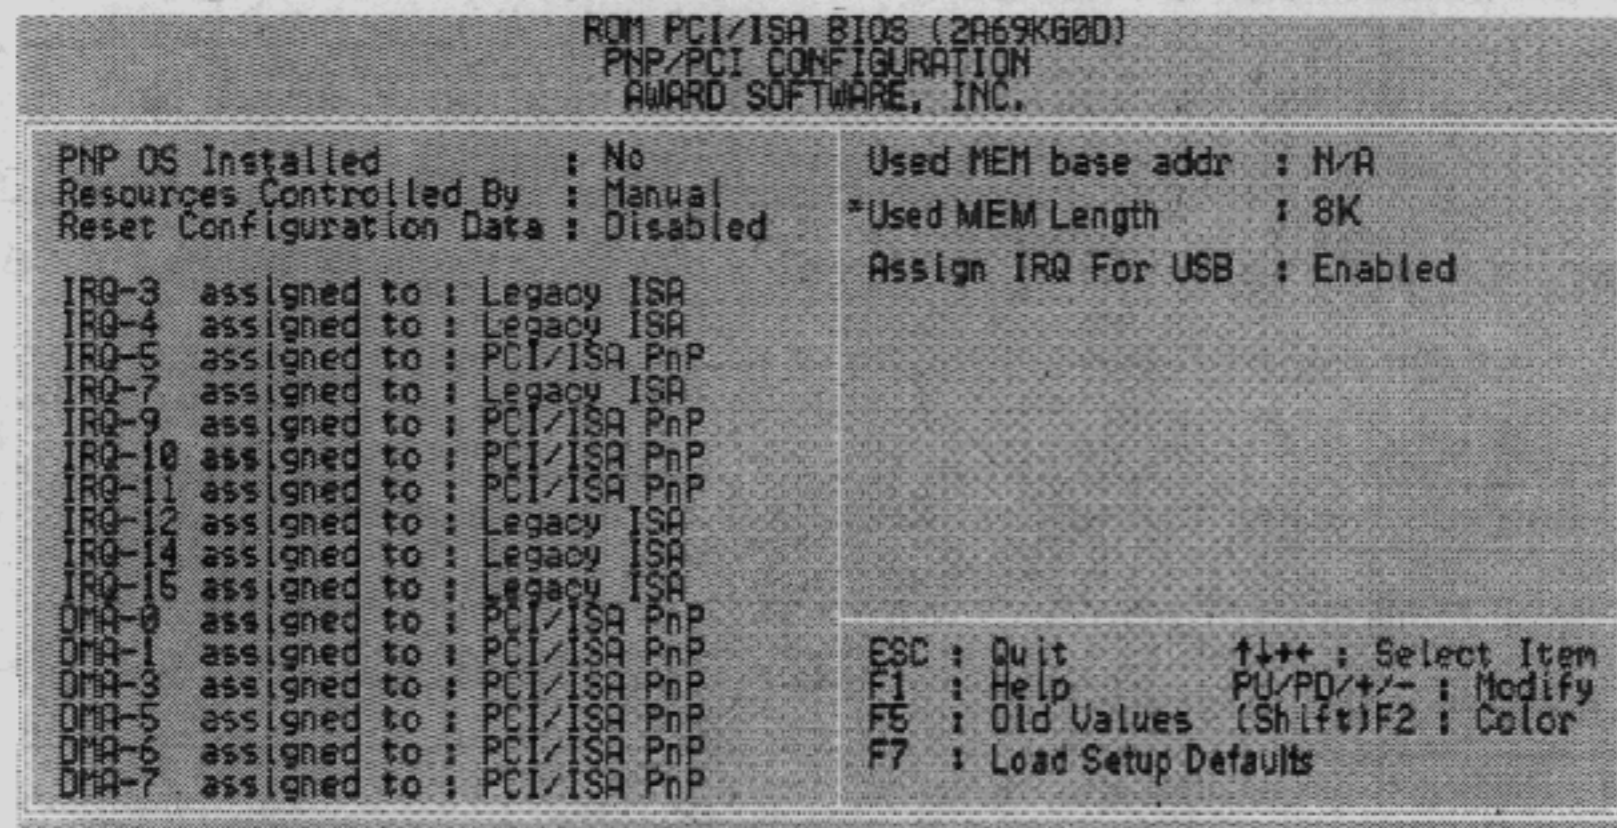 ROM PCI/ISA BIOS (2A69KG0D)
PNP/PCI CONFIGURATION
AWARD SOFTWARE, INC.
PNP OS Installed : No
Resources Controlled By : Manual
Reset Configuration Data : Disabled
IRQ-3 assigned to : Legacy ISA
IRQ-4 assigned to : Legacy ISA
IRQ-5 assigned to : PCI/ISA PnP
IRQ-7 assigned to : Legacy ISA
IRQ-9 assigned to : PCI/ISA PnP
IRQ-10 assigned to : PCI/ISA PnP
IRQ-11 assigned to : PCI/ISA PnP
IRQ-12 assigned to : Legacy ISA
IRQ-14 assigned to : Legacy ISA
IRQ-15 assigned to : Legacy ISA
DMA-0 assigned to : PCI/ISA PnP
DMA-1 assigned to : PCI/ISA PnP
DMA-3 assigned to : PCI/ISA PnP
DMA-5 assigned to : PCI/ISA PnP
DMA-6 assigned to : PCI/ISA PnP
DMA-7 assigned to : PCI/ISA PnP
Used MEM base addr : N/A
*Used MEM Length : 8K
Assign IRQ For USB : Enabled
ESC : Quit ↑↓→← : Select Item
F1 : Help PU/PD/+/- : Modify
F5 : Old Values (Shift)F2 : Color
F7 : Load Setup Defaults